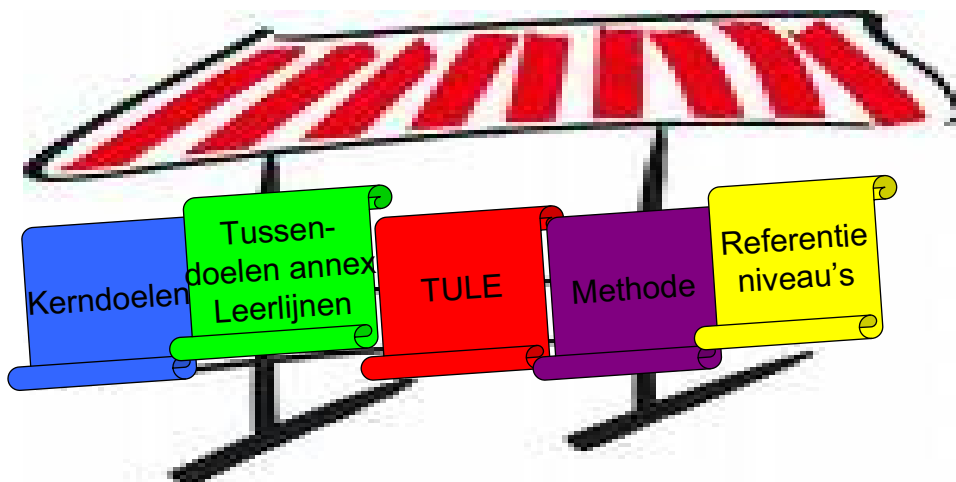 Kerndoelen
Tussen-
doelen annex
Leerlijnen
TULE
Methode
Referentie
niveau’s